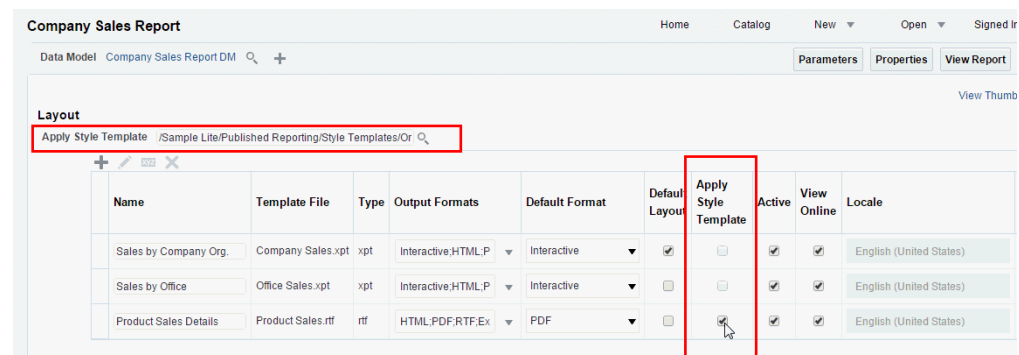 Company Sales Report Home Catalog New Open Signed In
Data Model Company Sales Report DM Parameters Properties View Report
View Thumb
Layout
Apply Style Template /Sample Lite/Published Reporting/Style Templates/Or
Name Template File Type Output Formats Default Format Default Layout Apply Style Template Active View Online Locale
Sales by Company Org. Company Sales.xpt xpt Interactive;HTML;P Interactive English (United States)
Sales by Office Office Sales.xpt xpt Interactive;HTML;P Interactive English (United States)
Product Sales Details Product Sales.rtf rtf HTML;PDF;RTF;Ex PDF English (United States)